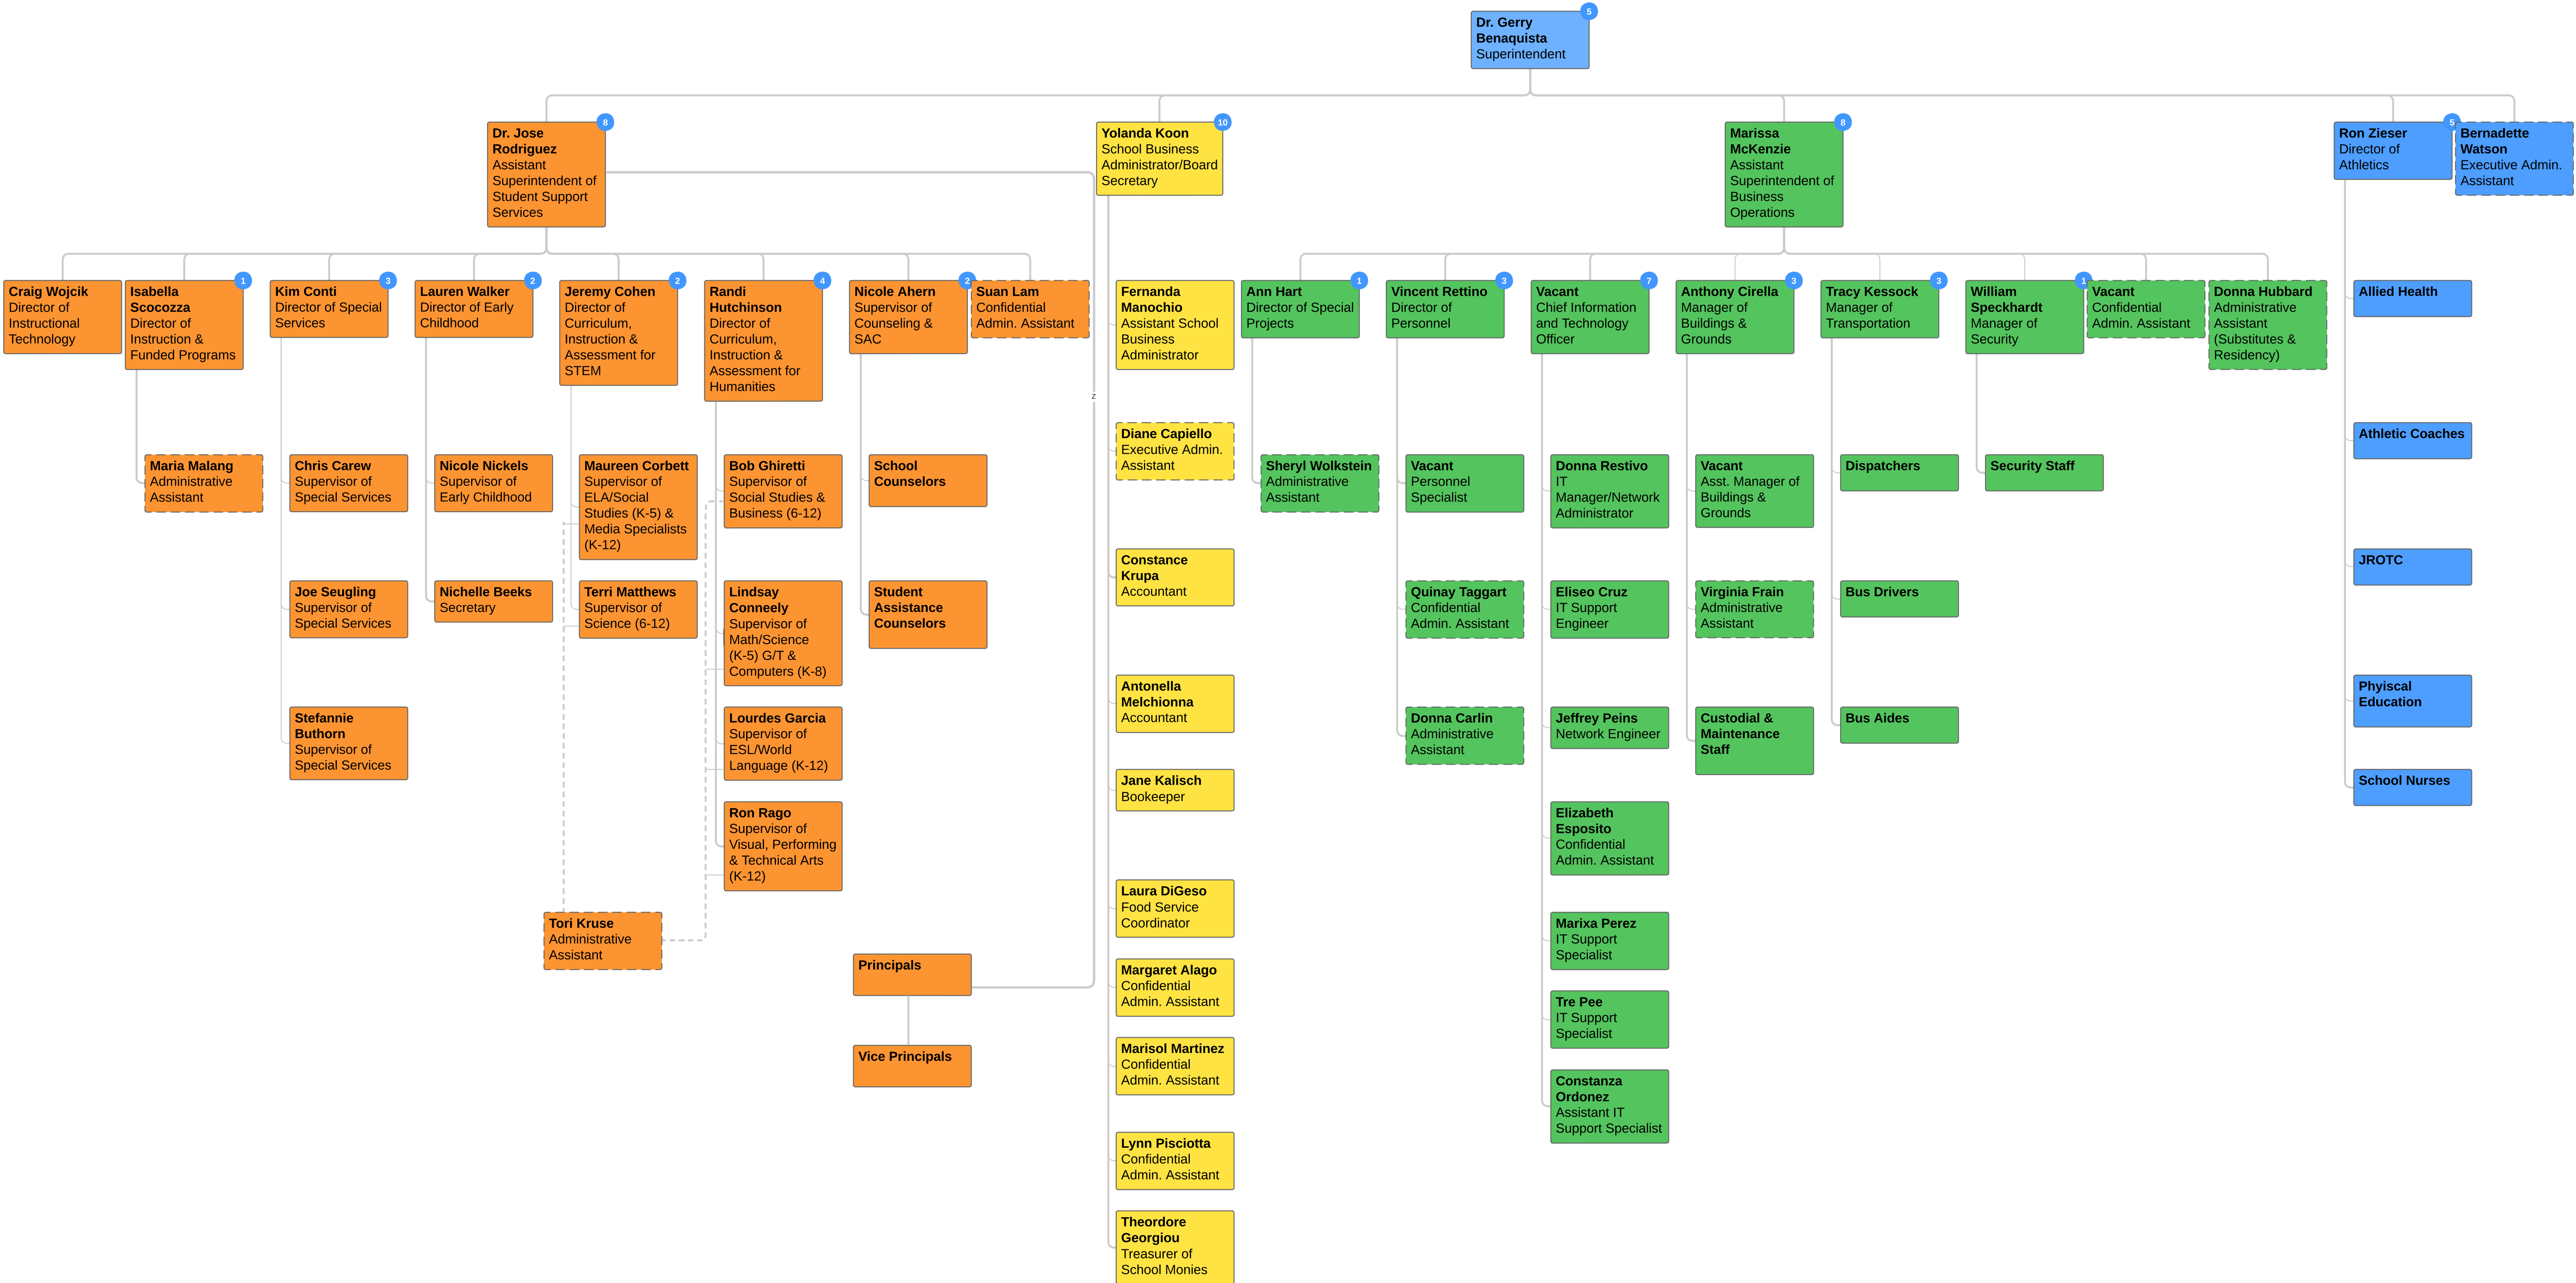 5
Dr. Gerry
Benaquista
Superintendent
8
Dr. Jose
Rodriguez
Assistant
Superintendent of
Student Support
Services
10
Yolanda Koon
School Business
Administrator/Board
Secretary
8
Marissa
McKenzie
Assistant
Superintendent of
Business
Operations
5
Ron Zieser
Director of
Athletics
Bernadette
Watson
Executive Admin.
Assistant
Craig Wojcik
Director of
Instructional
Technology
1
Isabella
Scocozza
Director of
Instruction &
Funded Programs
3
Kim Conti
Director of Special
Services
2
Lauren Walker
Director of Early
Childhood
2
Jeremy Cohen
Director of
Curriculum,
Instruction &
Assessment for
STEM
4
Randi
Hutchinson
Director of
Curriculum,
Instruction &
Assessment for
Humanities
2
Nicole Ahern
Supervisor of
Counseling &
SAC
Suan Lam
Confidential
Admin. Assistant
z
Fernanda
Manochio
Assistant School
Business
Administrator
1
Ann Hart
Director of Special
Projects
3
Vincent Rettino
Director of
Personnel
7
Vacant
Chief Information
and Technology
Officer
3
Anthony Cirella
Manager of
Buildings &
Grounds
3
Tracy Kessock
Manager of
Transportation
1
William
Speckhardt
Manager of
Security
Vacant
Confidential
Admin. Assistant
Donna Hubbard
Administrative
Assistant
(Substitutes &
Residency)
Allied Health
Maria Malang
Administrative
Assistant
Chris Carew
Supervisor of
Special Services
Nicole Nickels
Supervisor of
Early Childhood
Maureen Corbett
Supervisor of
ELA/Social
Studies (K-5) &
Media Specialists
(K-12)
Bob Ghiretti
Supervisor of
Social Studies &
Business (6-12)
School
Counselors
Diane Capiello
Executive Admin.
Assistant
Sheryl Wolkstein
Administrative
Assistant
Vacant
Personnel
Specialist
Donna Restivo
IT
Manager/Network
Administrator
Vacant
Asst. Manager of
Buildings &
Grounds
Dispatchers
Security Staff
Athletic Coaches
Joe Seugling
Supervisor of
Special Services
Nichelle Beeks
Secretary
Terri Matthews
Supervisor of
Science (6-12)
Lindsay
Conneely
Supervisor of
Math/Science
(K-5) G/T &
Computers (K-8)
Student
Assistance
Counselors
Constance
Krupa
Accountant
Quinay Taggart
Confidential
Admin. Assistant
Eliseo Cruz
IT Support
Engineer
Virginia Frain
Administrative
Assistant
Bus Drivers
JROTC
Stefannie
Buthorn
Supervisor of
Special Services
Lourdes Garcia
Supervisor of
ESL/World
Language (K-12)
Antonella
Melchionna
Accountant
Donna Carlin
Administrative
Assistant
Jeffrey Peins
Network Engineer
Custodial &
Maintenance
Staff
Bus Aides
Phyiscal
Education
Ron Rago
Supervisor of
Visual, Performing
& Technical Arts
(K-12)
Jane Kalisch
Bookeeper
Elizabeth
Esposito
Confidential
Admin. Assistant
School Nurses
Tori Kruse
Administrative
Assistant
Laura DiGeso
Food Service
Coordinator
Marixa Perez
IT Support
Specialist
Principals
Margaret Alago
Confidential
Admin. Assistant
Tre Pee
IT Support
Specialist
Vice Principals
Marisol Martinez
Confidential
Admin. Assistant
Constanza
Ordonez
Assistant IT
Support Specialist
Lynn Pisciotta
Confidential
Admin. Assistant
Theordore
Georgiou
Treasurer of
School Monies